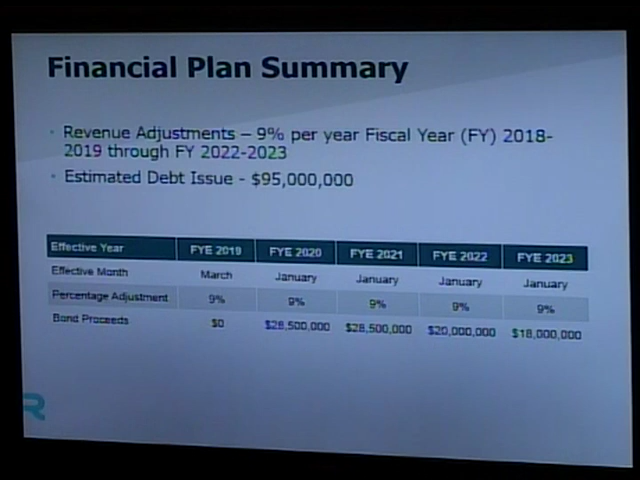 Financial Plan Summary
• Revenue Adjustments – 9% per year Fiscal Year (FY) 2018-
2019 through FY 2022-2023
• Estimated Debt Issue - $95,000,000
Effective Year FYE 2019 FYE 2020 FYE 2021 FYE 2022 FYE 2023
Effective Month March January January January January
Percentage Adjustment 9% 9% 9% 9% 9%
Bond Proceeds $0 $28,500,000 $28,500,000 $20,000,000 $18,000,000
R